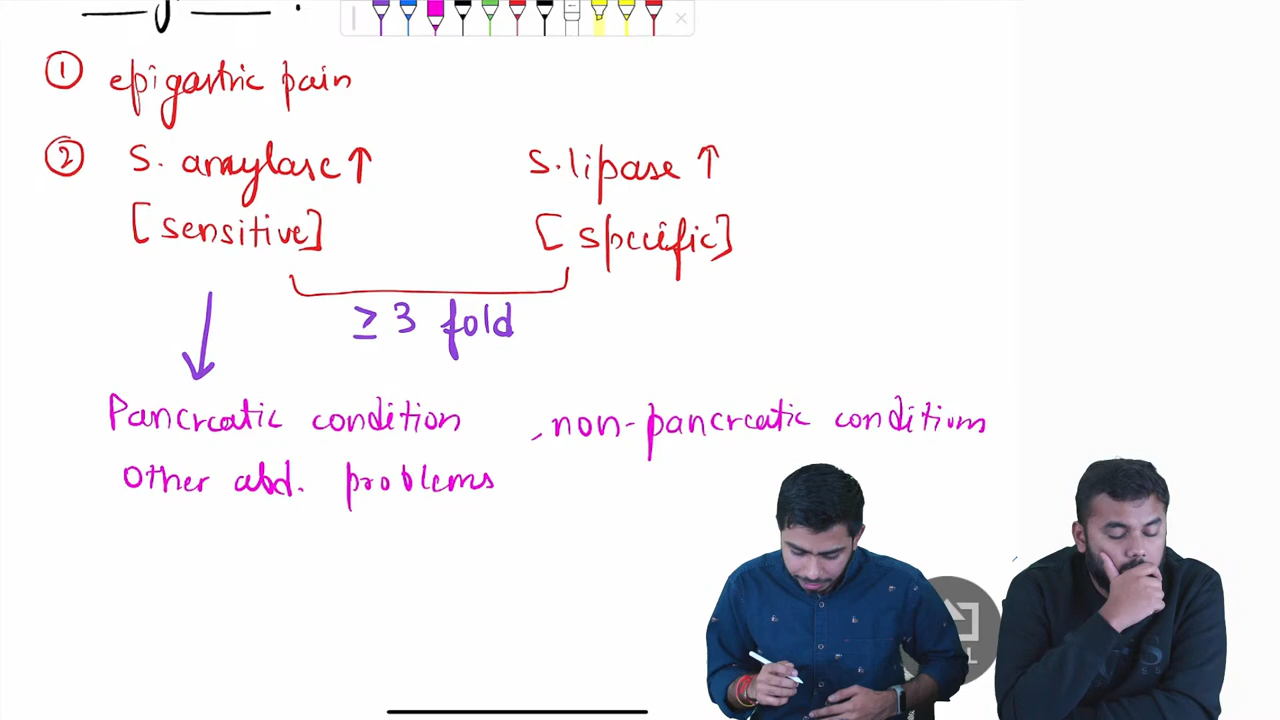 ① epigastric pain
② S. amylase ↑ S. lipase ↑
[sensitive] [specific]
≥ 3 fold
Pancreatic condition , non-pancreatic conditions
Other abd. problems